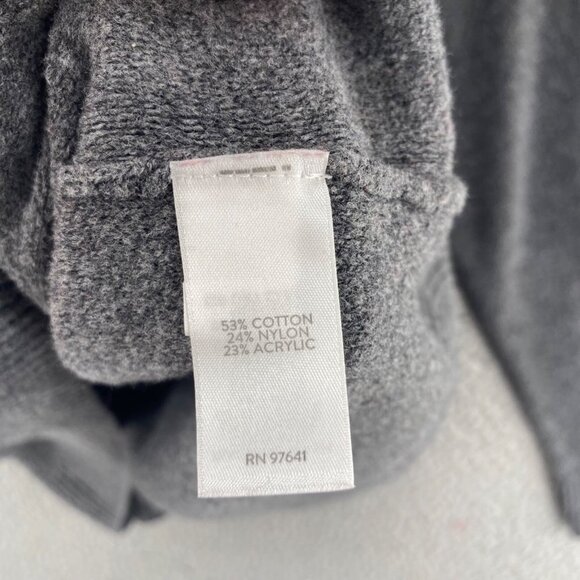 53% COTTON
24% NYLON
23% ACRYLIC
RN 97641